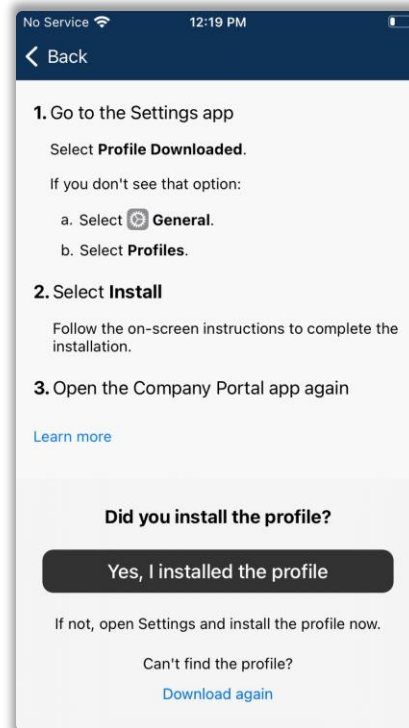 No Service 12:19 PM
Back
1. Go to the Settings app
Select Profile Downloaded.
If you don't see that option:
a. Select General.
b. Select Profiles.
2. Select Install
Follow the on-screen instructions to complete the
installation.
3. Open the Company Portal app again
Learn more
Did you install the profile?
Yes, I installed the profile
If not, open Settings and install the profile now.
Can't find the profile?
Download again